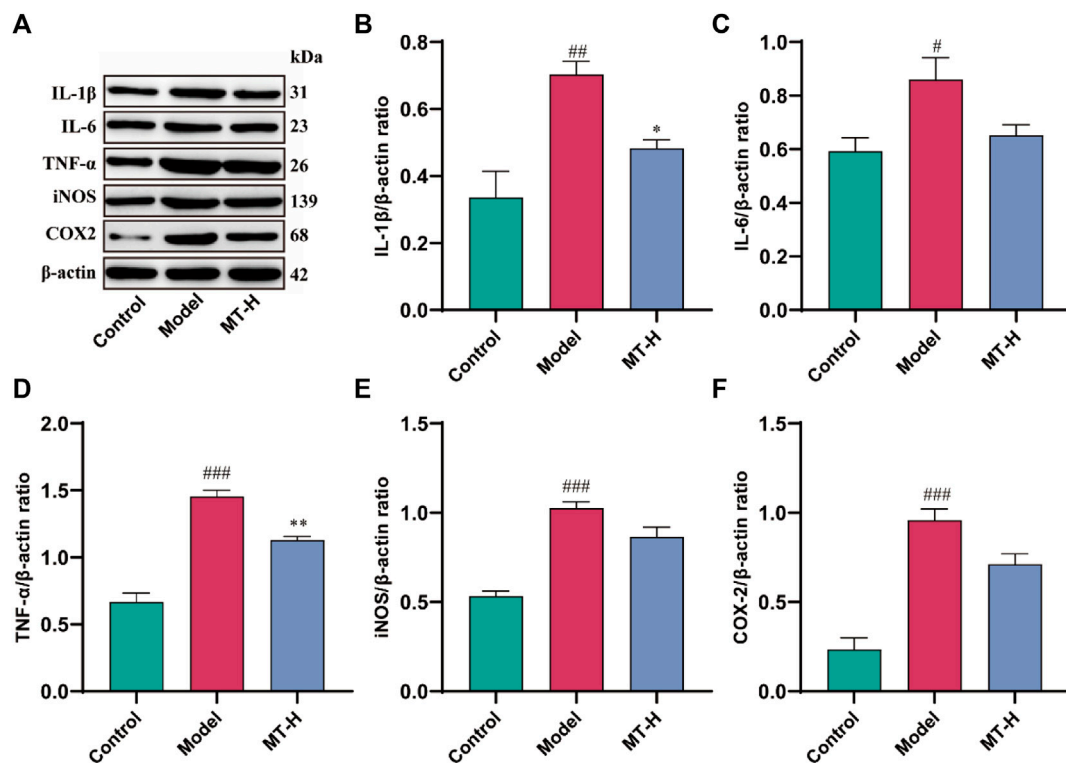 A
kDa
IL-1β 31
IL-6 23
TNF-α 26
iNOS 139
COX2 68
β-actin 42
Control Model MT-H
B
IL-1β/β-actin ratio
0.8
0.6
0.4
0.2
0.0
##
*
Control Model MT-H
C
IL-6/β-actin ratio
1.0
0.8
0.6
0.4
0.2
0.0
#
Control Model MT-H
D
TNF-α/β-actin ratio
2.0
1.5
1.0
0.5
0.0
###
**
Control Model MT-H
E
iNOS/β-actin ratio
1.5
1.0
0.5
0.0
###
Control Model MT-H
F
COX-2/β-actin ratio
1.5
1.0
0.5
0.0
###
Control Model MT-H